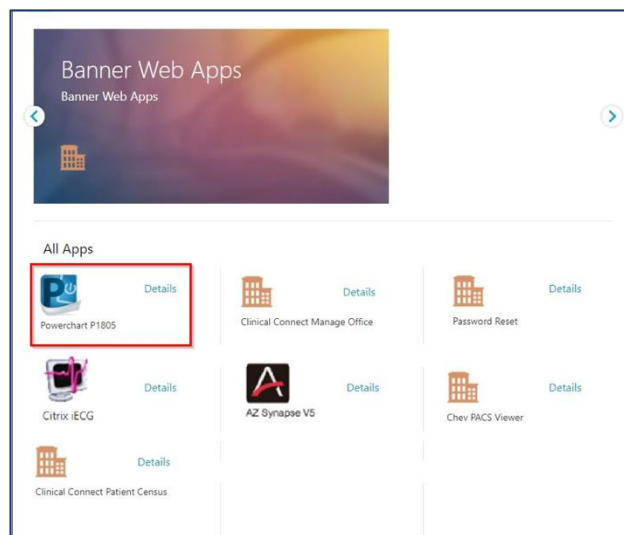 Banner Web Apps
Banner Web Apps
All Apps
Details
Powerchart P1805
Details
Clinical Connect Manage Office
Details
Password Reset
Details
Citrix iECG
Details
AZ Synapse V5
Details
Chev PACS Viewer
Details
Clinical Connect Patient Census